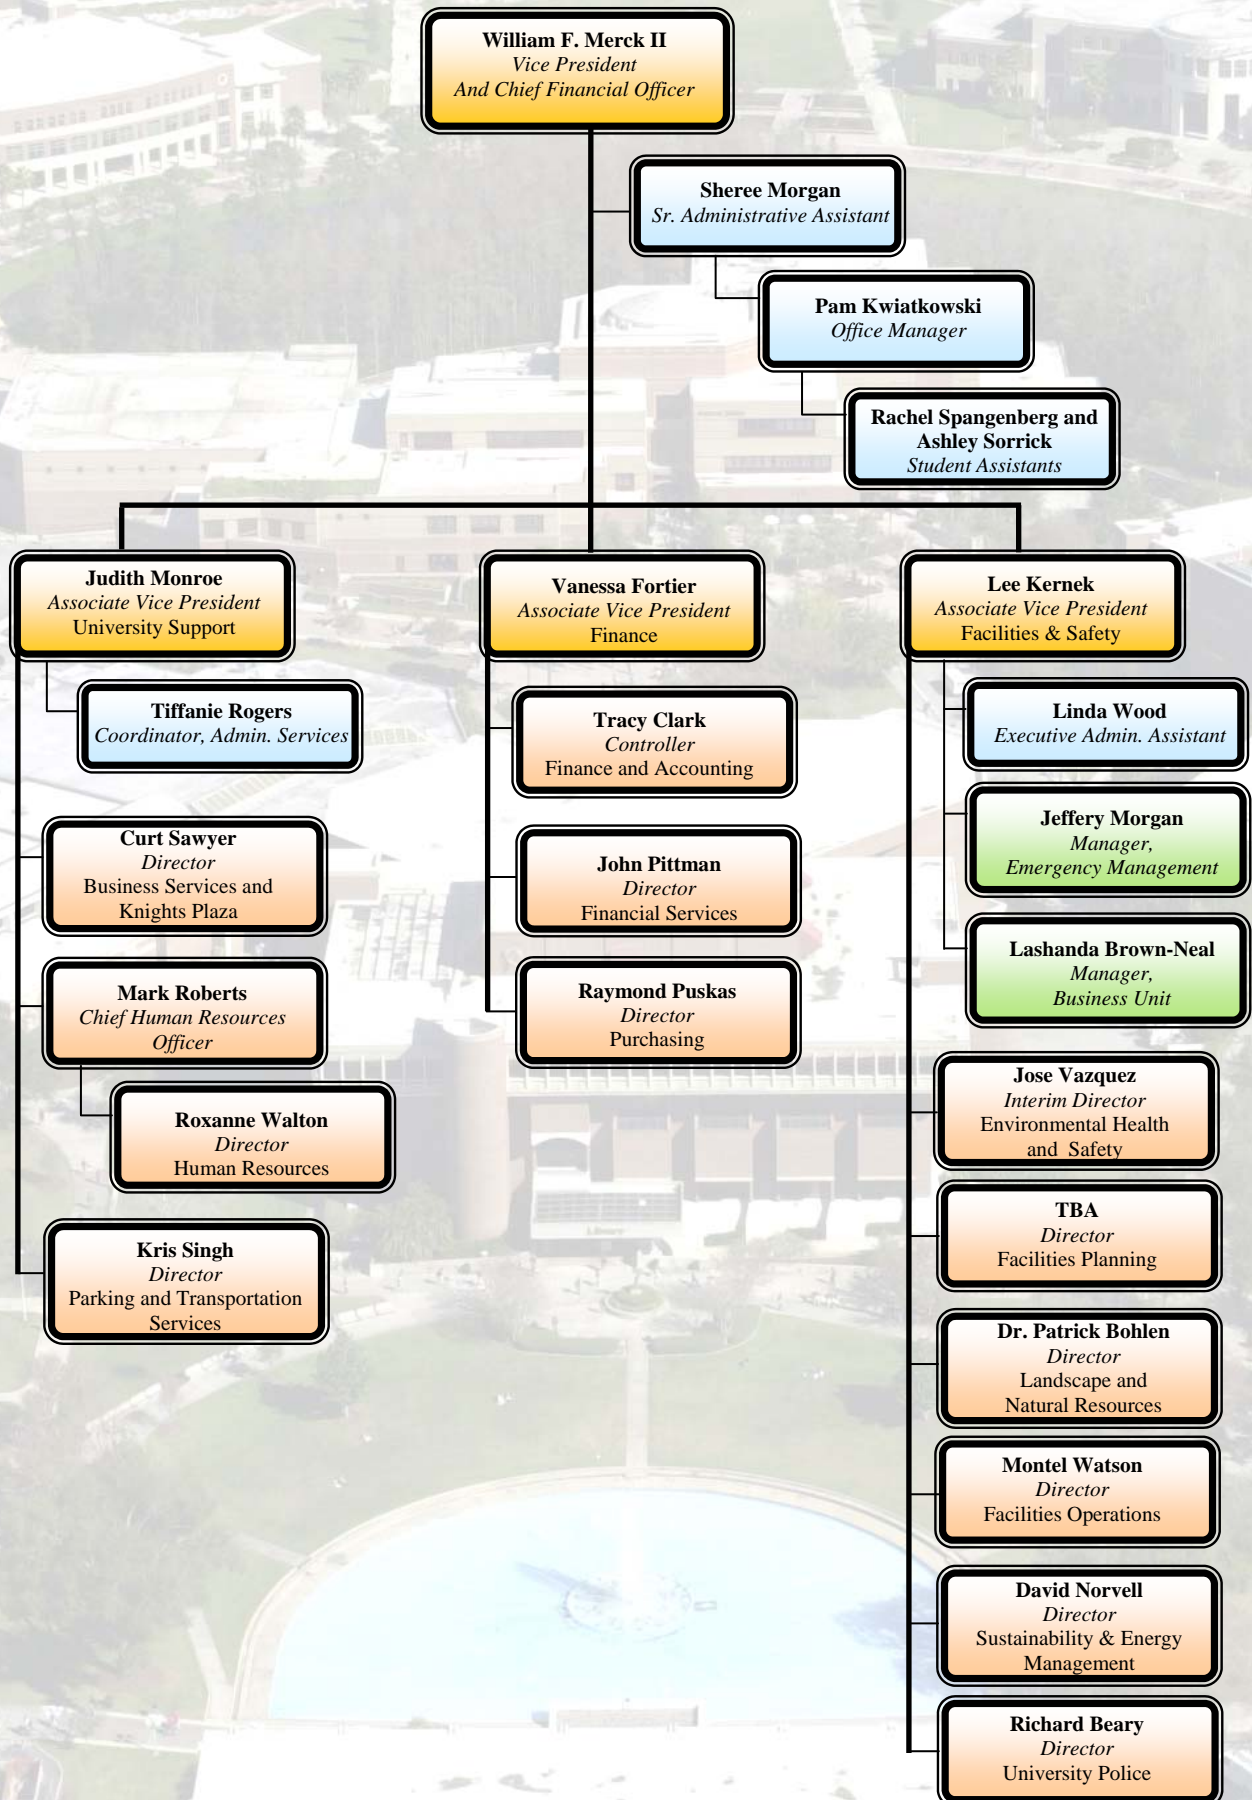 William F. Merck II
Vice President
And Chief Financial Officer
Sheree Morgan
Sr. Administrative Assistant
Pam Kwiatkowski
Office Manager
Rachel Spangenberg and
Ashley Sorrick
Student Assistants
Judith Monroe
Associate Vice President
University Support
Tiffanie Rogers
Coordinator, Admin. Services
Curt Sawyer
Director
Business Services and
Knights Plaza
Mark Roberts
Chief Human Resources
Officer
Roxanne Walton
Director
Human Resources
Kris Singh
Director
Parking and Transportation
Services
Vanessa Fortier
Associate Vice President
Finance
Tracy Clark
Controller
Finance and Accounting
John Pittman
Director
Financial Services
Raymond Puskas
Director
Purchasing
Library
Lee Kernek
Associate Vice President
Facilities & Safety
Linda Wood
Executive Admin. Assistant
Jeffery Morgan
Manager,
Emergency Management
Lashanda Brown-Neal
Manager,
Business Unit
Jose Vazquez
Interim Director
Environmental Health
and Safety
TBA
Director
Facilities Planning
Dr. Patrick Bohlen
Director
Landscape and
Natural Resources
Montel Watson
Director
Facilities Operations
David Norvell
Director
Sustainability & Energy
Management
Richard Beary
Director
University Police